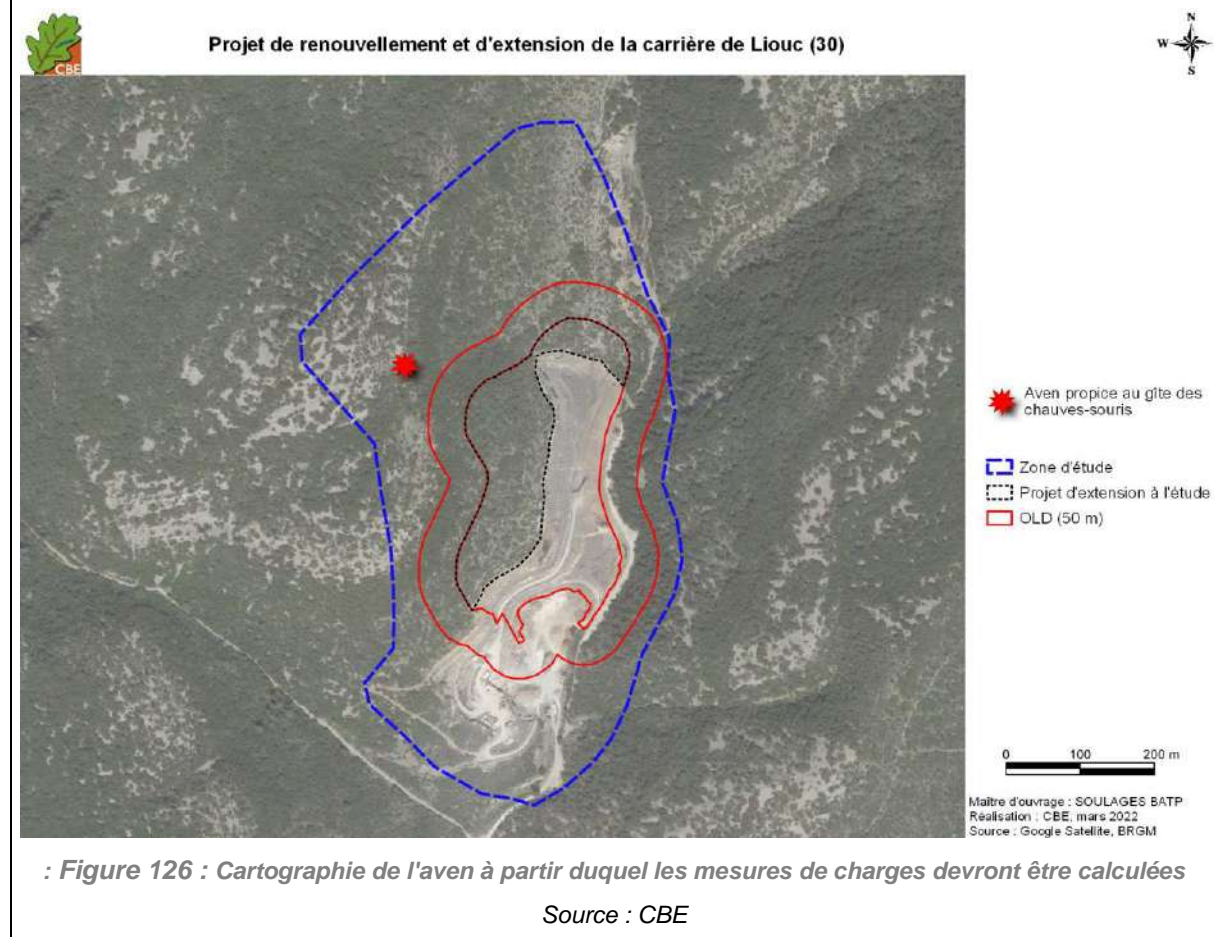 CBE
Projet de renouvellement et d'extension de la carrière de Liouc (30)
N
W
S
Aven propice au gîte des
chauves-souris
Zone d'étude
Projet d'extension à l'étude
OLD (50 m)
0 100 200 m
Maître d'ouvrage : SOULAGES BATP
Réalisation : CBE, mars 2022
Source : Google Satellite, BRGM
: Figure 126 : Cartographie de l'aven à partir duquel les mesures de charges devront être calculées
Source : CBE